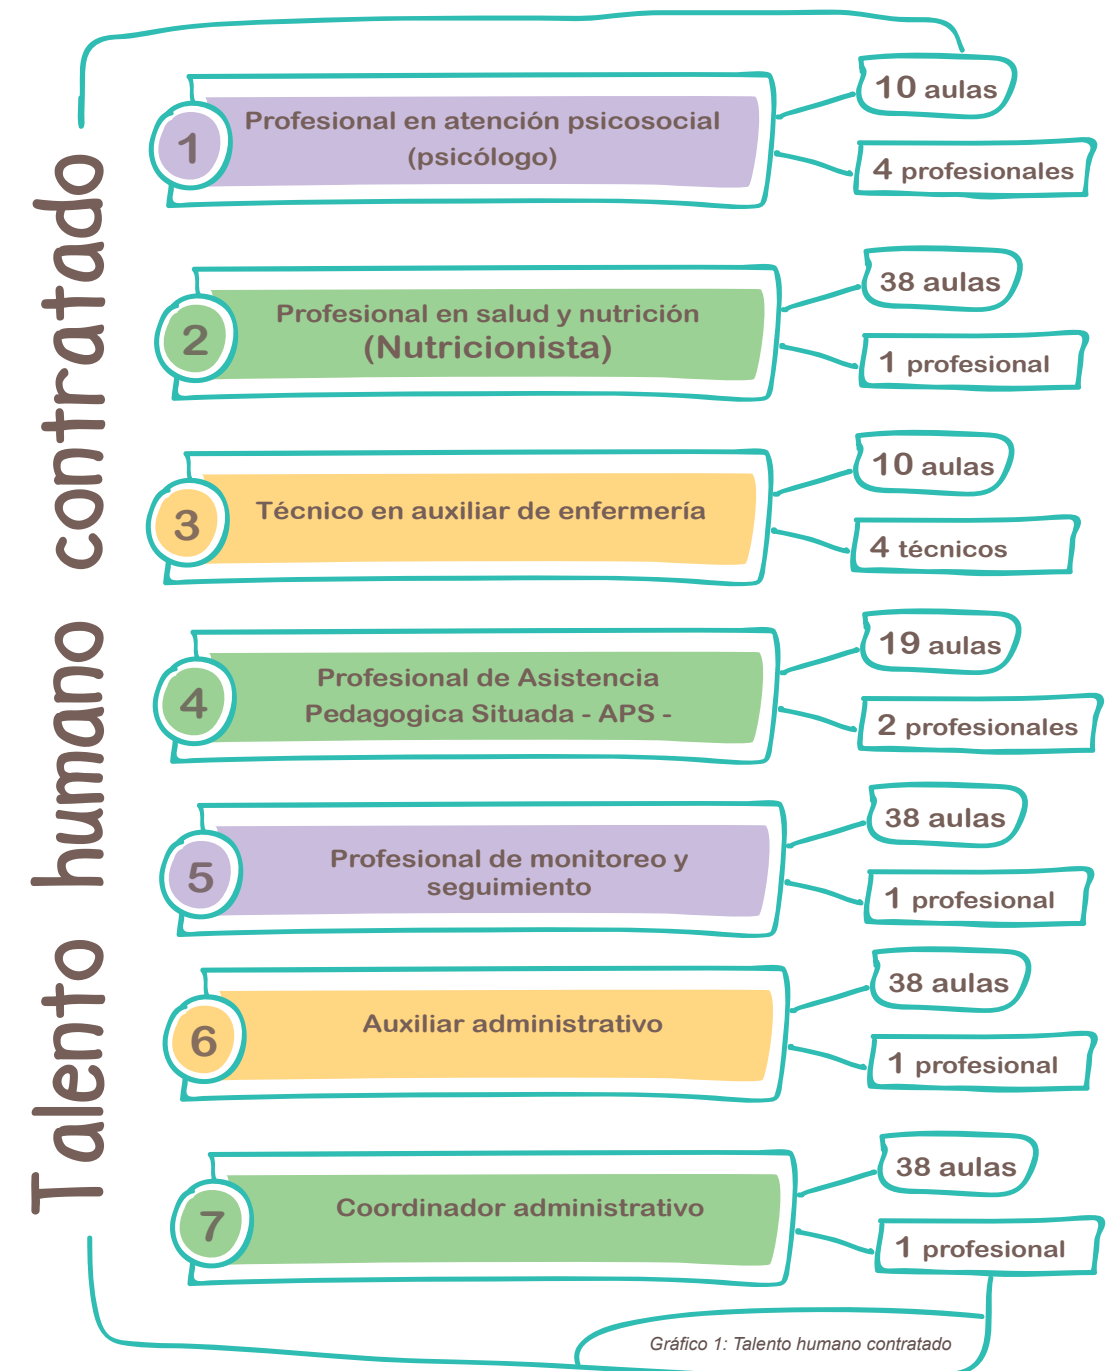 Talento humano contratado
1
Profesional en atención psicosocial
(psicólogo)
10 aulas
4 profesionales
2
Profesional en salud y nutrición
(Nutricionista)
38 aulas
1 profesional
3
Técnico en auxiliar de enfermería
10 aulas
4 técnicos
4
Profesional de Asistencia
Pedagogica Situada - APS -
19 aulas
2 profesionales
5
Profesional de monitoreo y
seguimiento
38 aulas
1 profesional
6
Auxiliar administrativo
38 aulas
1 profesional
7
Coordinador administrativo
38 aulas
1 profesional
Gráfico 1: Talento humano contratado